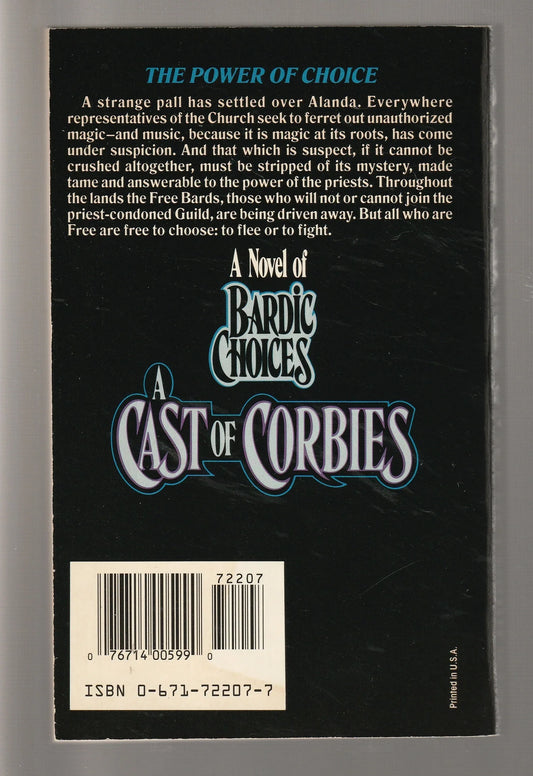 THE POWER OF CHOICE
A strange pall has settled over Alanda. Everywhere
representatives of the Church seek to ferret out unauthorized
magic—and music, because it is magic at its roots, has come
under suspicion. And that which is suspect, if it cannot be
crushed altogether, must be stripped of its mystery, made
tame and answerable to the power of the priests. Throughout
the lands the Free Bards, those who will not or cannot join the
priest-condoned Guild, are being driven away. But all who are
Free are free to choose: to flee or to fight.
A Novel of
BARDIC
CHOICES
A
CAST OF CORBIES
72207
0 76714 00599 0
ISBN 0-671-72207-7
Printed in U.S.A.